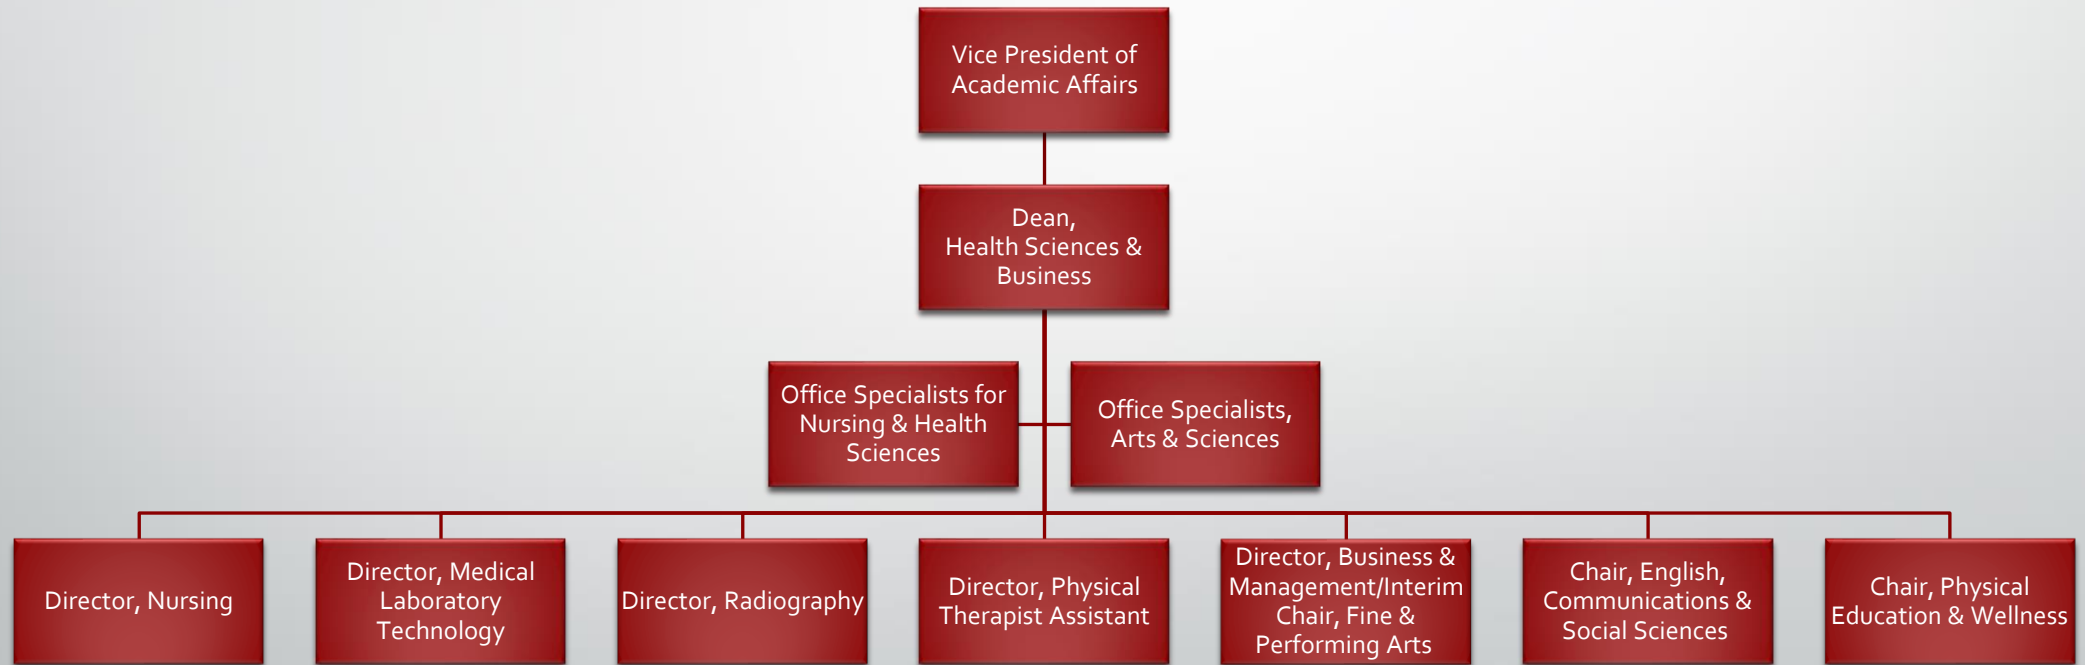 Vice President of
Academic Affairs
Dean,
Health Sciences &
Business
Office Specialists for
Nursing & Health
Sciences
Office Specialists,
Arts & Sciences
Director, Nursing
Director, Medical
Laboratory
Technology
Director, Radiography
Director, Physical
Therapist Assistant
Director, Business &
Management/Interim
Chair, Fine &
Performing Arts
Chair, English,
Communications &
Social Sciences
Chair, Physical
Education & Wellness